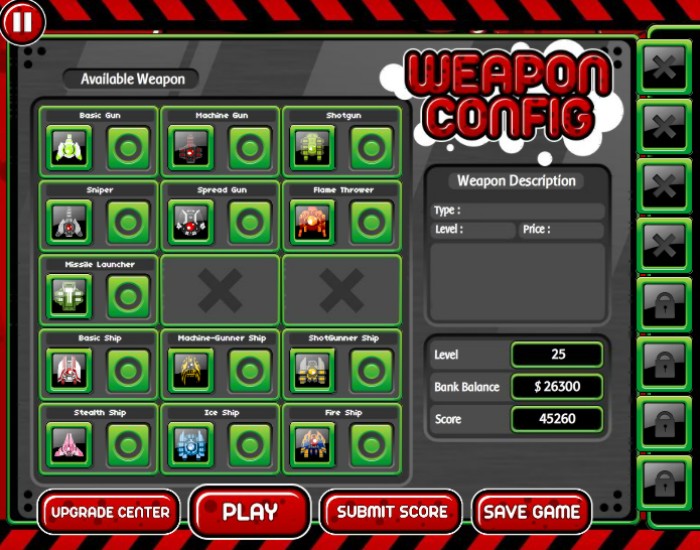 Available Weapon
WEAPON
CONFIG
Basic Gun
Machine Gun
Shotgun
Sniper
Spread Gun
Flame Thrower
Missile Launcher
Basic Ship
Machine-Gunner Ship
ShotGunner Ship
Stealth Ship
Ice Ship
Fire Ship
Weapon Description
Type :
Level :
Price :
Level 25
Bank Balance $ 26300
Score 45260
UPGRADE CENTER
PLAY
SUBMIT SCORE
SAVE GAME